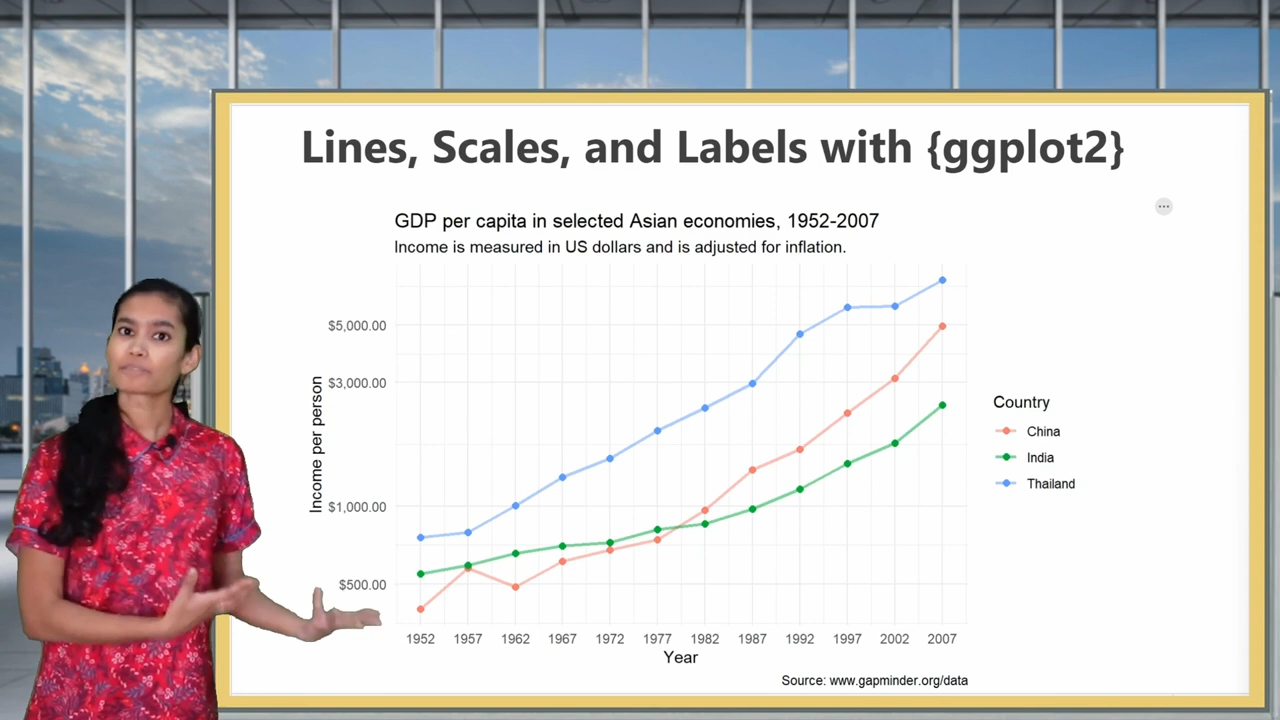 Lines, Scales, and Labels with {ggplot2}
GDP per capita in selected Asian economies, 1952-2007
Income is measured in US dollars and is adjusted for inflation.
$5,000.00
$3,000.00
$1,000.00
$500.00
Income per person
1952 1957 1962 1967 1972 1977 1982 1987 1992 1997 2002 2007
Year
Country
China
India
Thailand
Source: www.gapminder.org/data